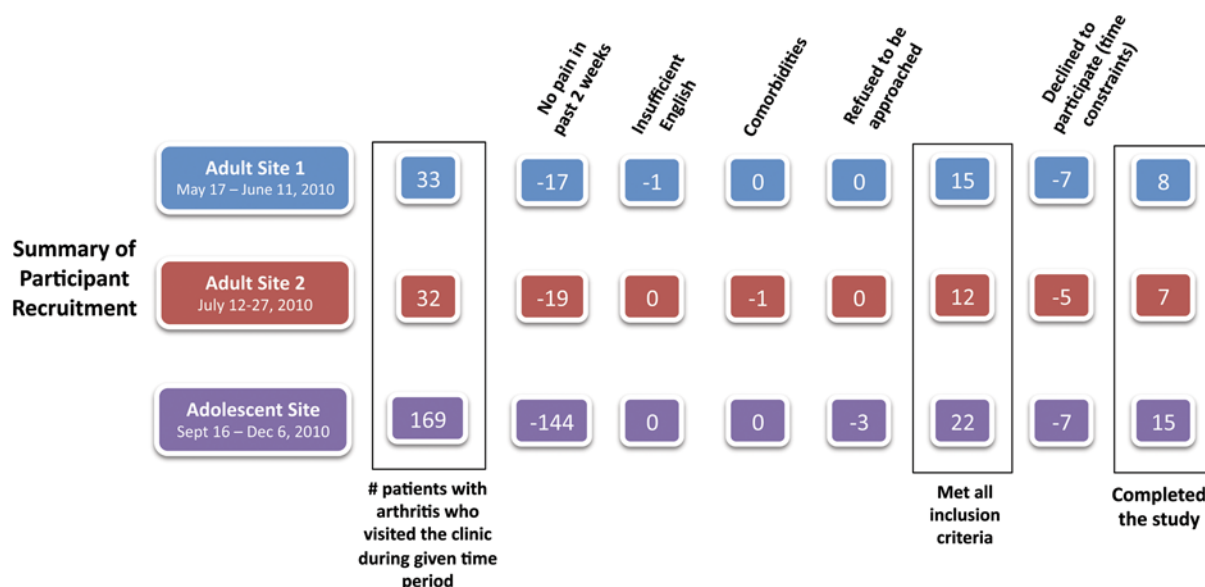 No pain in
past 2 weeks
Insufficient
English
Comorbidities
Refused to be
approached
Declined to
participate (time
constraints)
Summary of
Participant
Recruitment
Adult Site 1
May 17 – June 11, 2010
33
-17
-1
0
0
15
-7
8
Adult Site 2
July 12-27, 2010
32
-19
0
-1
0
12
-5
7
Adolescent Site
Sept 16 – Dec 6, 2010
169
-144
0
0
-3
22
-7
15
# patients with
arthritis who
visited the clinic
during given time
period
Met all
inclusion
criteria
Completed
the study